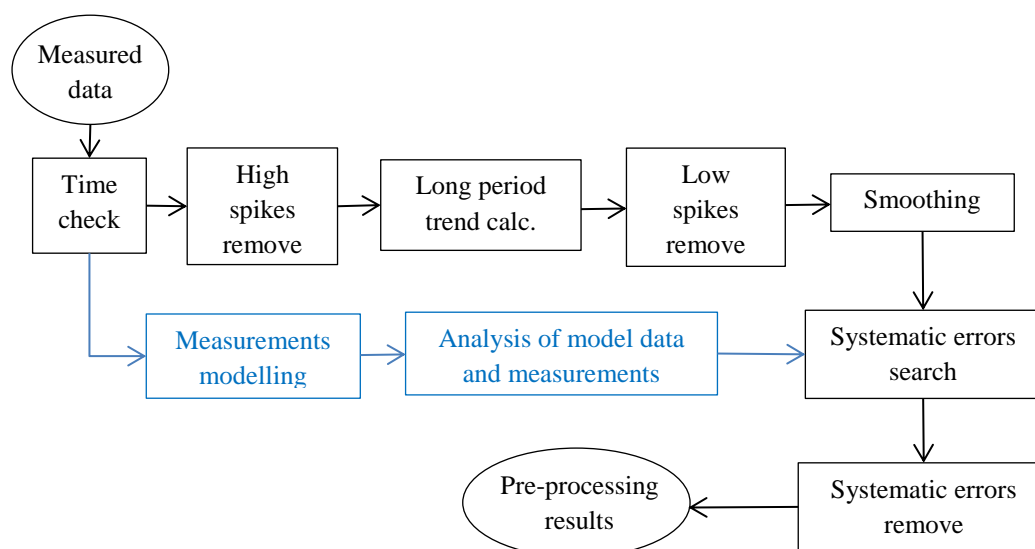 Measured
data
Time
check
High
spikes
remove
Long period
trend calc.
Low
spikes
remove
Smoothing
Measurements
modelling
Analysis of model data
and measurements
Systematic errors
search
Pre-processing
results
Systematic errors
remove